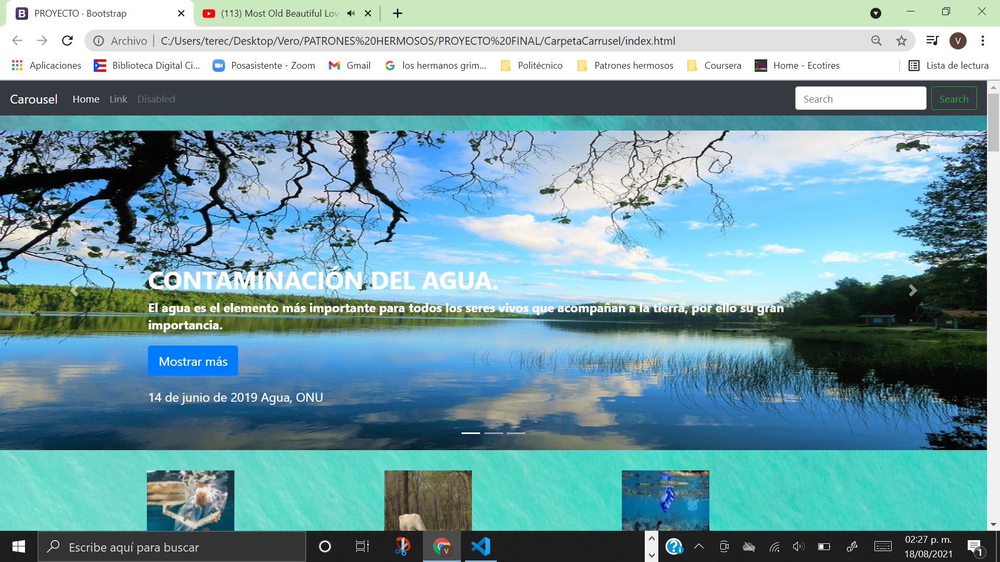 PROYECTO · Bootstrap
(113) Most Old Beautiful Lov
Archivo
C:/Users/terec/Desktop/Vero/PATRONES%20HERMOSOS/PROYECTO%20FINAL/CarpetaCarrusel/index.html
V
Aplicaciones
Biblioteca Digital Ci...
Posasistente - Zoom
Gmail
los hermanos grim...
Politécnico
Patrones hermosos
Coursera
Home - Ecotires
Lista de lectura
Carousel
Home
Link
Disabled
Search
Search
CONTAMINACIÓN DEL AGUA.
El agua es el elemento más importante para todos los seres vivos que acompañan a la tierra, por ello su gran
importancia.
Mostrar más
14 de junio de 2019 Agua, ONU
Escribe aquí para buscar
V
02:27 p. m.
18/08/2021
1